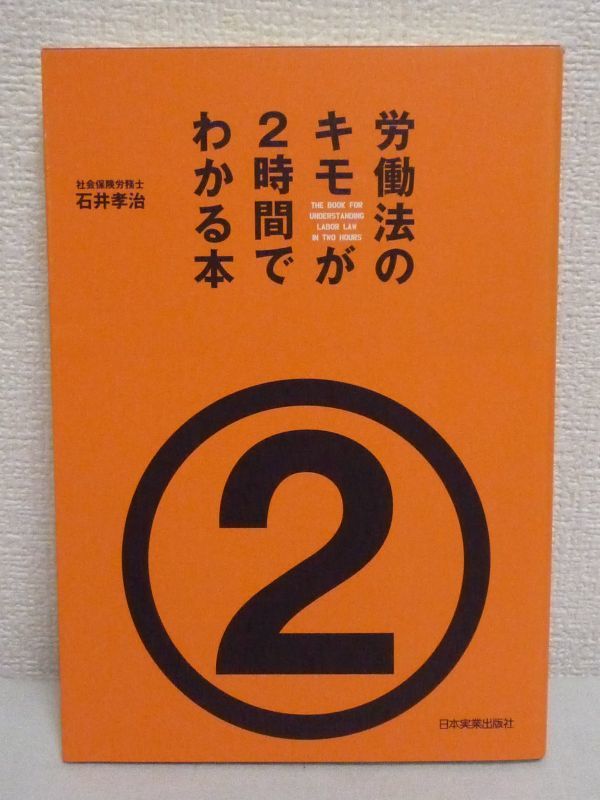 労働法の
キモが
2時間で
わかる本
THE BOOK FOR
UNDERSTANDING
LABOR LAW
IN TWO HOURS
社会保険労務士
石井孝治
2
日本実業出版社